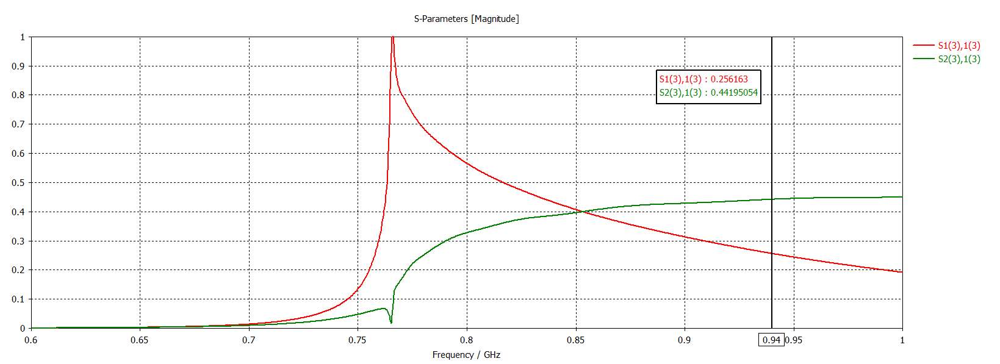 S-Parameters [Magnitude]
1
0.9
0.8
0.7
0.6
0.5
0.4
0.3
0.2
0.1
0
S1(3),1(3) : 0.256163
S2(3),1(3) : 0.44195054
S1(3),1(3)
S2(3),1(3)
0.6 0.65 0.7 0.75 0.8 0.85 0.9 0.94 0.95 1
Frequency / GHz